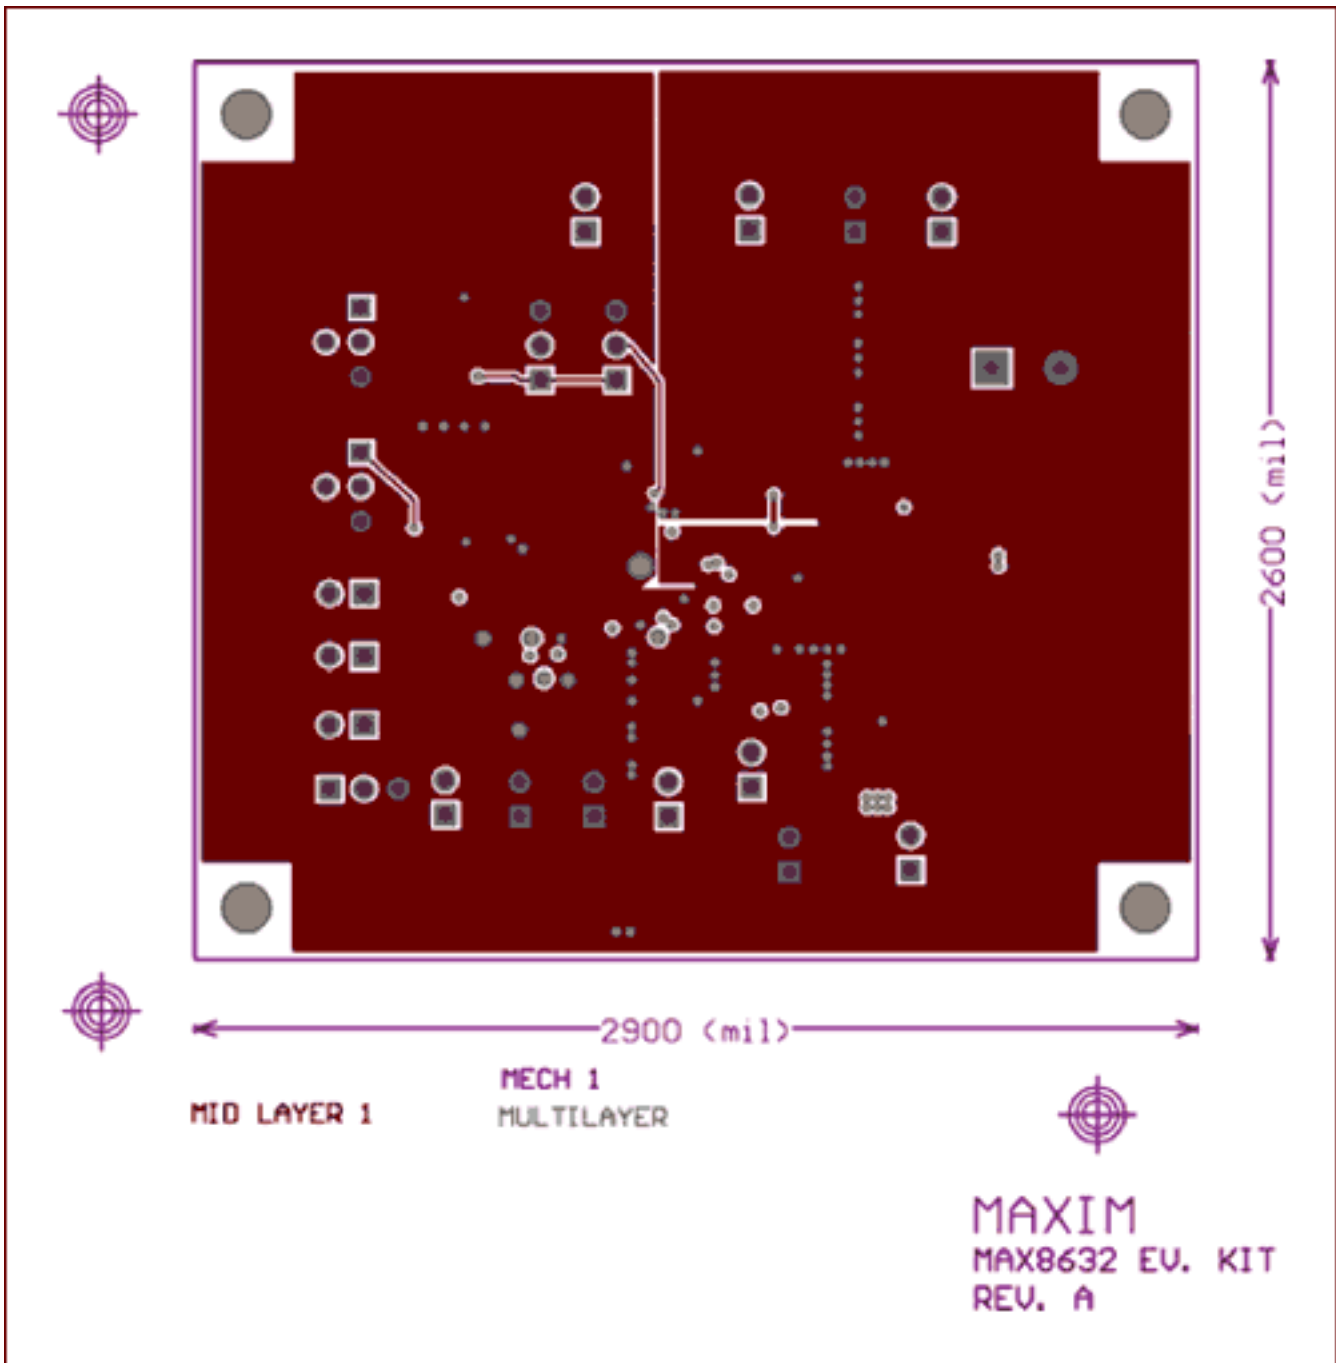 2600 (mil)
2900 (mil)
MECH 1
MID LAYER 1
MULTILAYER
MAXIM
MAX8632 EV. KIT
REV. A